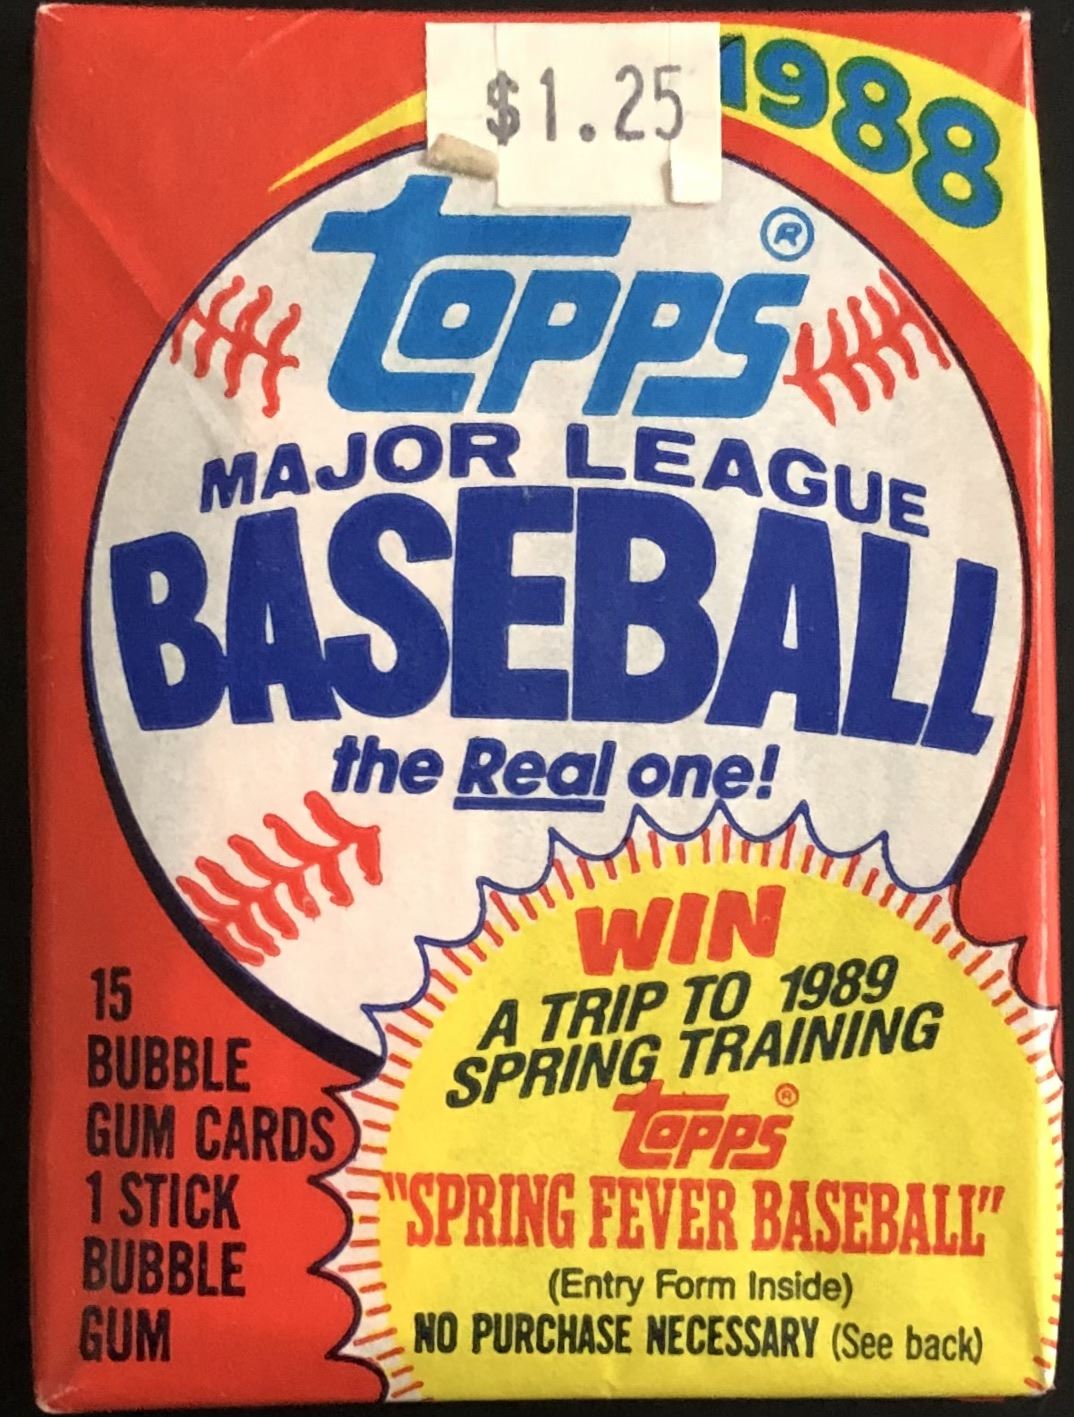 $1.25
1988
topps®
MAJOR LEAGUE
BASEBALL
the Real one!
WIN
A TRIP TO 1989
SPRING TRAINING
topps®
"SPRING FEVER BASEBALL"
(Entry Form Inside)
NO PURCHASE NECESSARY (See back)
15
BUBBLE
GUM CARDS
1 STICK
BUBBLE
GUM